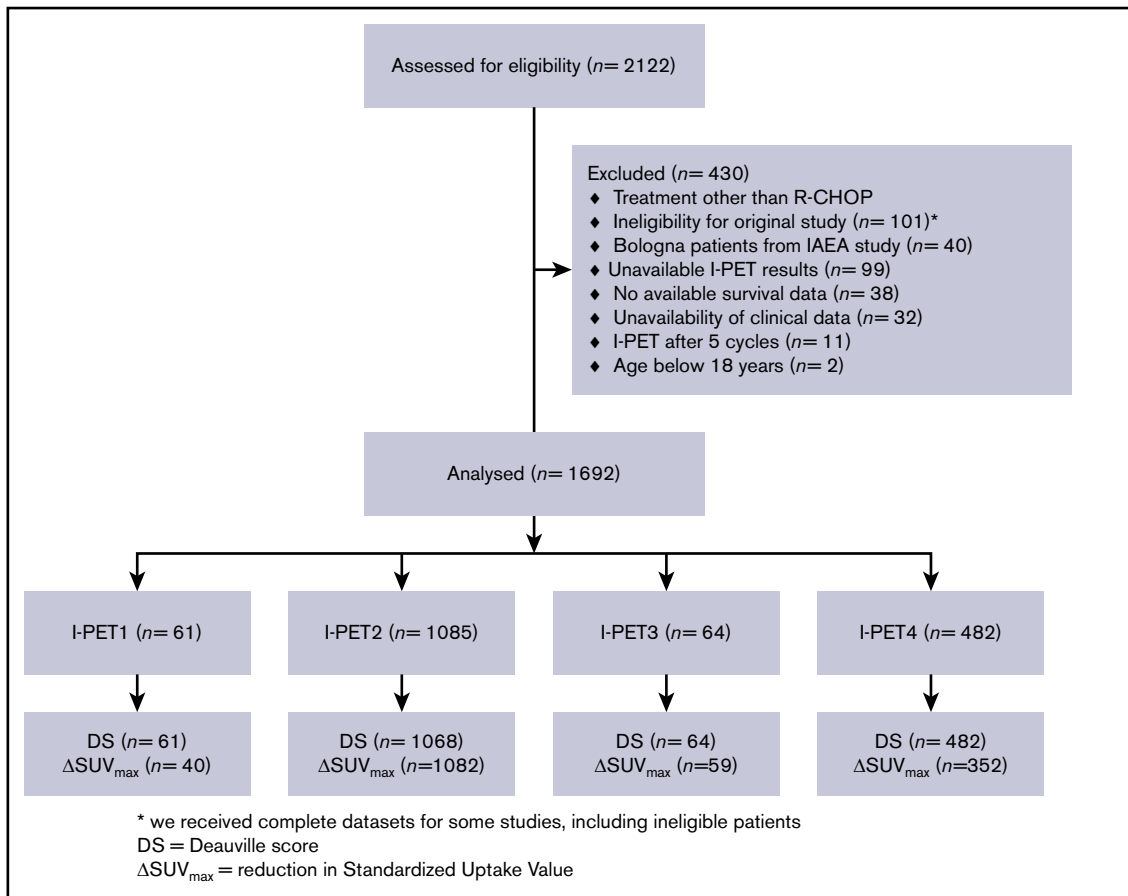 Assessed for eligibility (n= 2122)
Excluded (n= 430)
♦ Treatment other than R-CHOP
♦ Ineligibility for original study (n= 101)*
♦ Bologna patients from IAEA study (n= 40)
♦ Unavailable I-PET results (n= 99)
♦ No available survival data (n= 38)
♦ Unavailability of clinical data (n= 32)
♦ I-PET after 5 cycles (n= 11)
♦ Age below 18 years (n= 2)
Analysed (n= 1692)
I-PET1 (n= 61)
I-PET2 (n= 1085)
I-PET3 (n= 64)
I-PET4 (n= 482)
DS (n= 61)
ΔSUVmax (n= 40)
DS (n= 1068)
ΔSUVmax (n=1082)
DS (n= 64)
ΔSUVmax (n=59)
DS (n= 482)
ΔSUVmax (n=352)
* we received complete datasets for some studies, including ineligible patients
DS = Deauville score
ΔSUVmax = reduction in Standardized Uptake Value